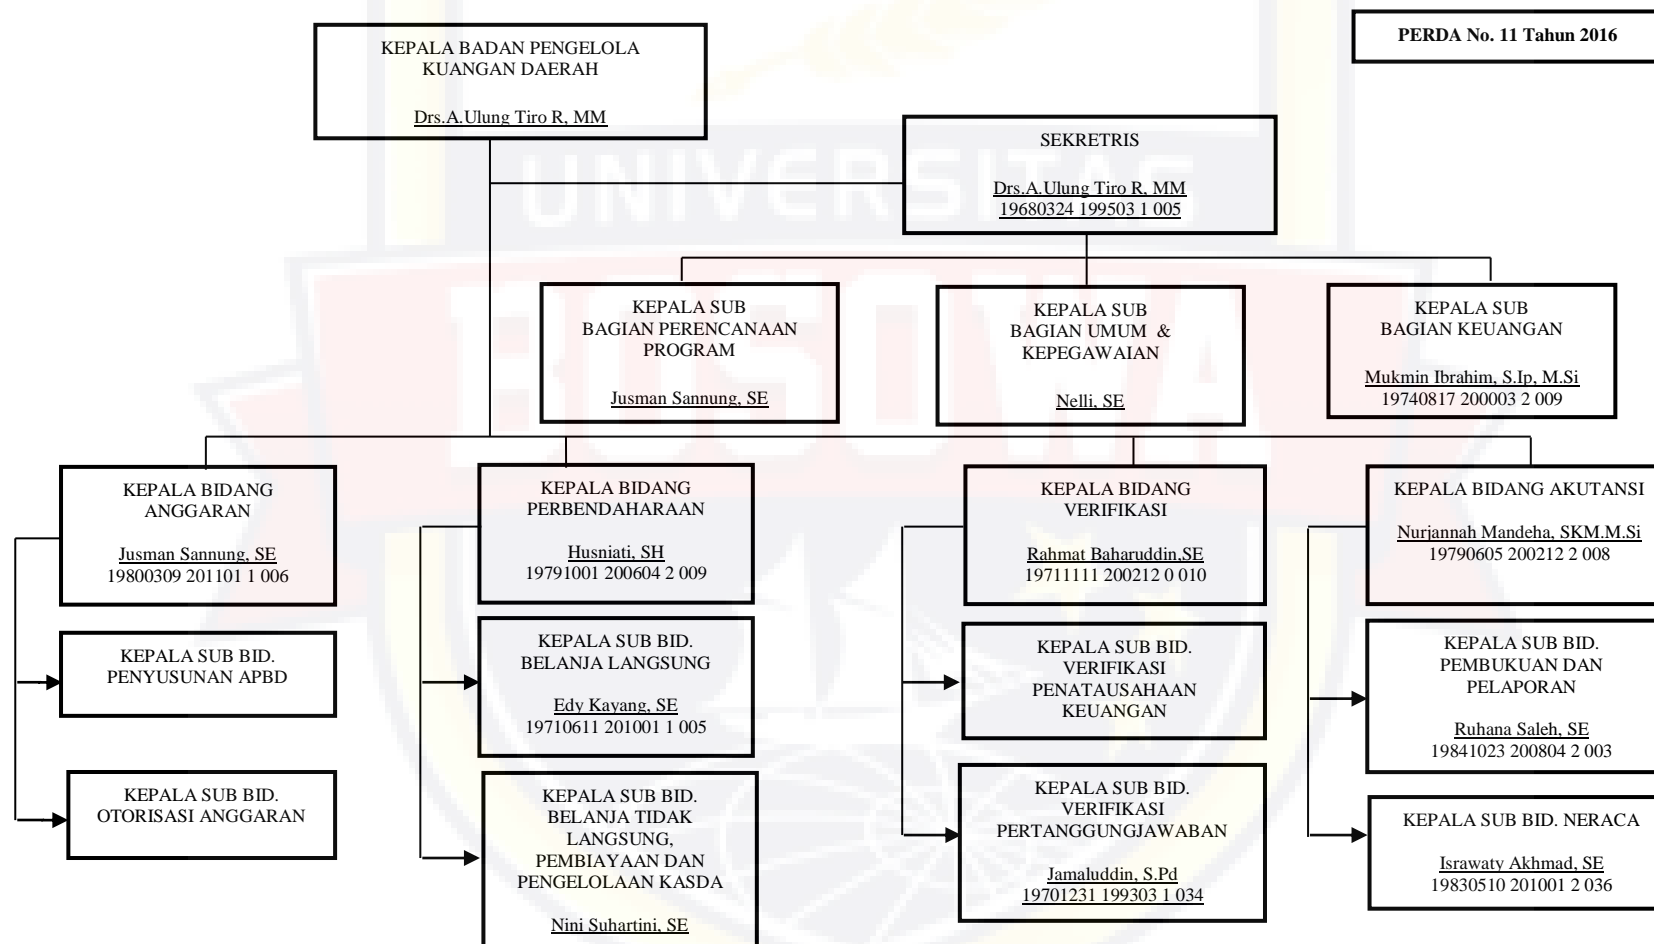 PERDA No. 11 Tahun 2016
KEPALA BADAN PENGELOLA
KUANGAN DAERAH
Drs.A.Ulung Tiro R, MM
SEKRETRIS
Drs.A.Ulung Tiro R, MM
19680324 199503 1 005
UNIVERSITAS
BOSOWA
KEPALA SUB
BAGIAN PERENCANAAN
PROGRAM
Jusman Sannung, SE
KEPALA SUB
BAGIAN UMUM &
KEPEGAWAIAN
Nelli, SE
KEPALA SUB
BAGIAN KEUANGAN
Mukmin Ibrahim, S.Ip, M.Si
19740817 200003 2 009
KEPALA BIDANG
ANGGARAN
Jusman Sannung, SE
19800309 201101 1 006
KEPALA BIDANG
PERBENDAHARAAN
Husniati, SH
19791001 200604 2 009
KEPALA BIDANG
VERIFIKASI
Rahmat Baharuddin,SE
19711111 200212 0 010
KEPALA BIDANG AKUTANSI
Nurjannah Mandeha, SKM.M.Si
19790605 200212 2 008
KEPALA SUB BID.
PENYUSUNAN APBD
KEPALA SUB BID.
BELANJA LANGSUNG
Edy Kayang, SE
19710611 201001 1 005
KEPALA SUB BID.
VERIFIKASI
PENATAUSAHAAN
KEUANGAN
KEPALA SUB BID.
PEMBUKUAN DAN
PELAPORAN
Ruhana Saleh, SE
19841023 200804 2 003
KEPALA SUB BID.
OTORISASI ANGGARAN
KEPALA SUB BID.
BELANJA TIDAK
LANGSUNG,
PEMBIAYAAN DAN
PENGELOLAAN KASDA
Nini Suhartini, SE
KEPALA SUB BID.
VERIFIKASI
PERTANGGUNGJAWABAN
Jamaluddin, S.Pd
19701231 199303 1 034
KEPALA SUB BID. NERACA
Israwaty Akhmad, SE
19830510 201001 2 036